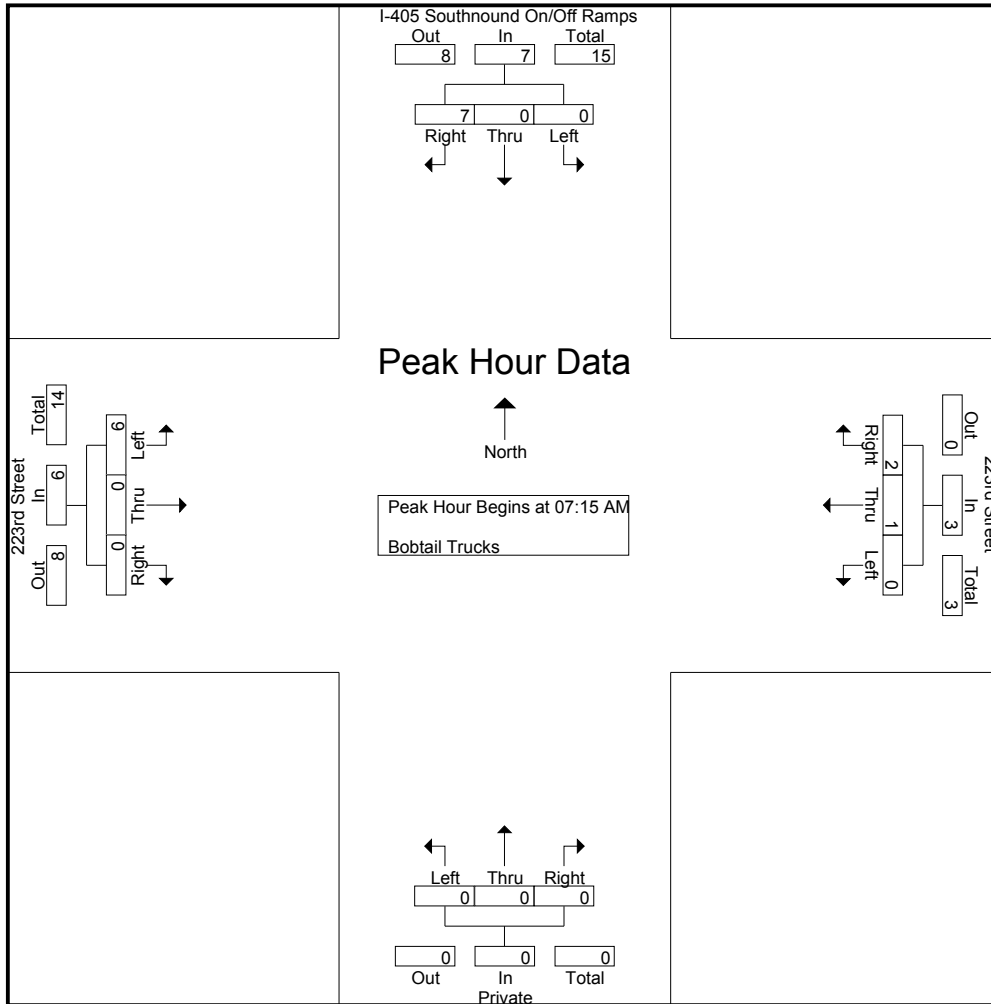 I-405 Southnound On/Off Ramps
Out In Total
8 7 15
7 0 0
Right Thru Left
Peak Hour Data
North
Peak Hour Begins at 07:15 AM
Bobtail Trucks
223rd Street
Total In Out
14 6 8
6 0 0
Left Thru Right
223rd Street
Out In Total
0 3 3
2 1 0
Right Thru Left
Left Thru Right
0 0 0
0 0 0
Out In Total
Private